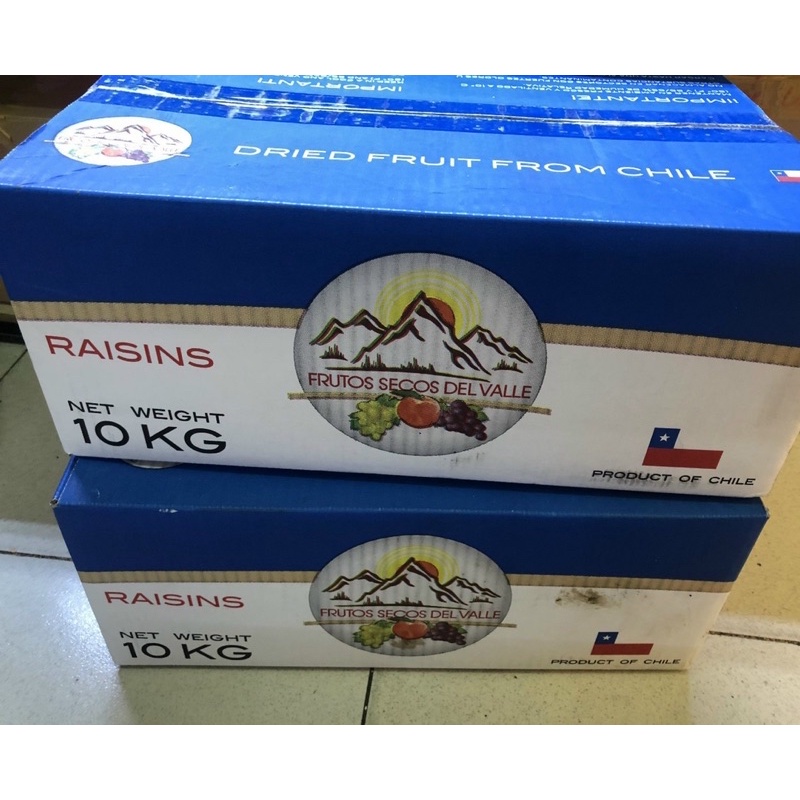 IMPORTANT!
¡IMPORTANTE!
DRIED FRUIT FROM CHILE
RAISINS
NET WEIGHT
10 KG
FRUTOS SECOS DEL VALLE
PRODUCT OF CHILE
RAISINS
NET WEIGHT
10 KG
FRUTOS SECOS DEL VALLE
PRODUCT OF CHILE